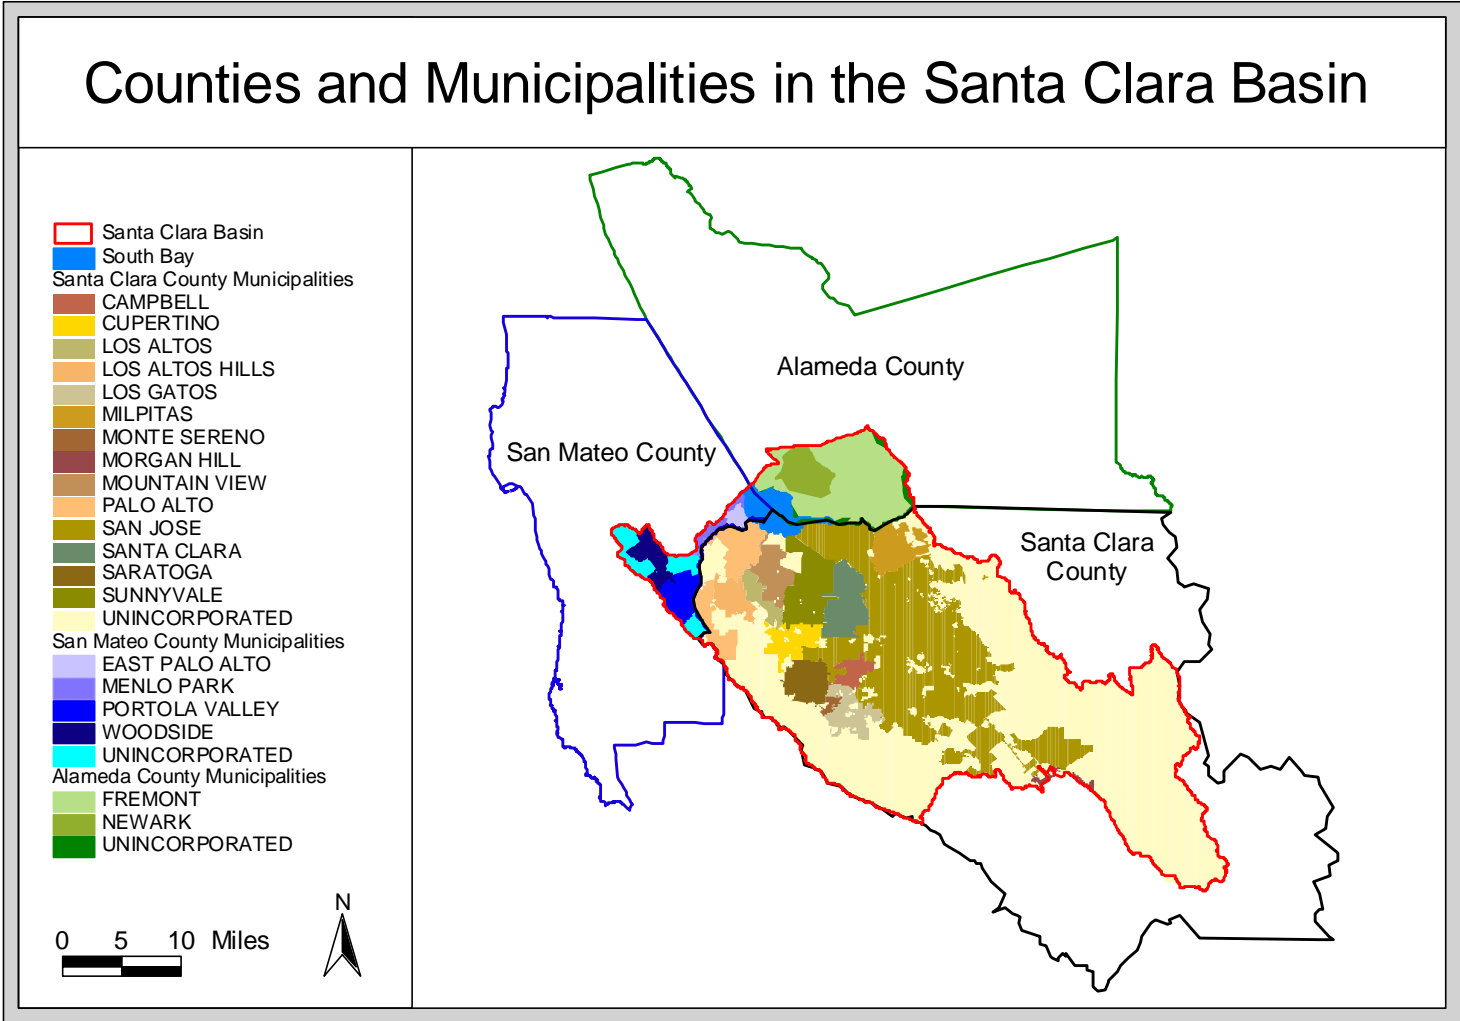 Counties and Municipalities in the Santa Clara Basin
Santa Clara Basin
South Bay
Santa Clara County Municipalities
CAMPBELL
CUPERTINO
LOS ALTOS
LOS ALTOS HILLS
LOS GATOS
MILPITAS
MONTE SERENO
MORGAN HILL
MOUNTAIN VIEW
PALO ALTO
SAN JOSE
SANTA CLARA
SARATOGA
SUNNYVALE
UNINCORPORATED
San Mateo County Municipalities
EAST PALO ALTO
MENLO PARK
PORTOLA VALLEY
WOODSIDE
UNINCORPORATED
Alameda County Municipalities
FREMONT
NEWARK
UNINCORPORATED
N
0 5 10 Miles
Alameda County
San Mateo County
Santa Clara
County